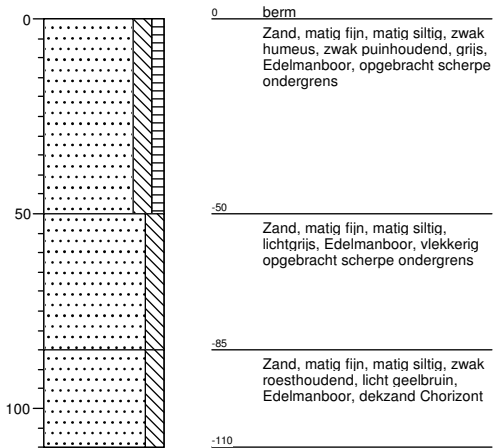 0
50
100
0
berm
Zand, matig fijn, matig siltig, zwak
humeus, zwak puinhoudend, grijs,
Edelmanboor, opgebracht scherpe
ondergrens
-50
Zand, matig fijn, matig siltig,
lichtgrijs, Edelmanboor, vlekkerig
opgebracht scherpe ondergrens
-85
Zand, matig fijn, matig siltig, zwak
roesthoudend, licht geelbruin,
Edelmanboor, dekzand Chorizont
-110